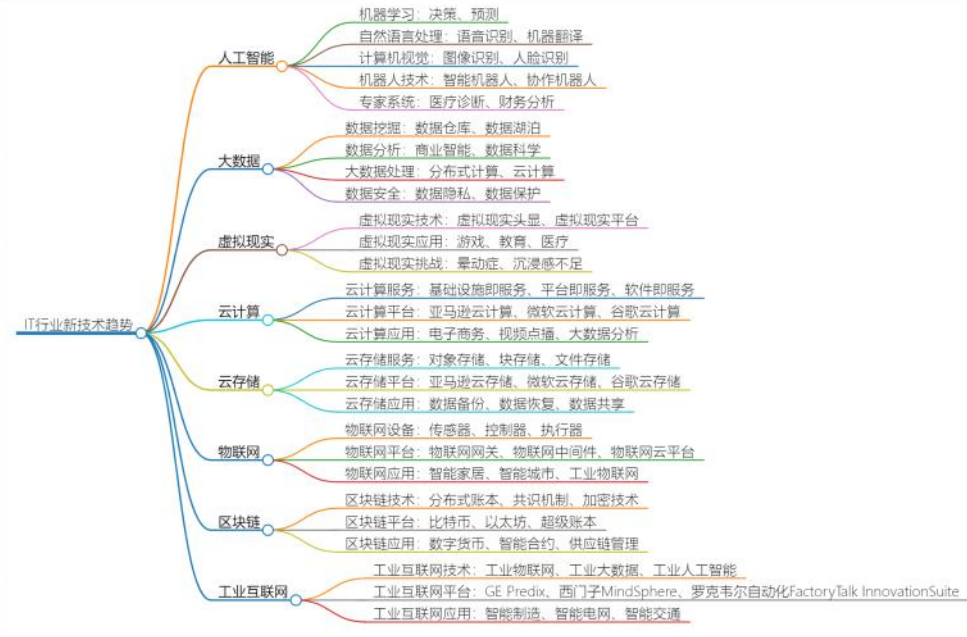 IT行业新技术趋势
人工智能
机器学习：决策、预测
自然语言处理：语音识别、机器翻译
计算机视觉：图像识别、人脸识别
机器人技术：智能机器人、协作机器人
专家系统：医疗诊断、财务分析
大数据
数据挖掘：数据仓库、数据湖泊
数据分析：商业智能、数据科学
大数据处理：分布式计算、云计算
数据安全：数据隐私、数据保护
虚拟现实
虚拟现实技术：虚拟现实头显、虚拟现实平台
虚拟现实应用：游戏、教育、医疗
虚拟现实挑战：晕动症、沉浸感不足
云计算
云计算服务：基础设施即服务、平台即服务、软件即服务
云计算平台：亚马逊云计算、微软云计算、谷歌云计算
云计算应用：电子商务、视频点播、大数据分析
云存储
云存储服务：对象存储、块存储、文件存储
云存储平台：亚马逊云存储、微软云存储、谷歌云存储
云存储应用：数据备份、数据恢复、数据共享
物联网
物联网设备：传感器、控制器、执行器
物联网平台：物联网网关、物联网中间件、物联网云平台
物联网应用：智能家居、智能城市、工业物联网
区块链
区块链技术：分布式账本、共识机制、加密技术
区块链平台：比特币、以太坊、超级账本
区块链应用：数字货币、智能合约、供应链管理
工业互联网
工业互联网技术：工业物联网、工业大数据、工业人工智能
工业互联网平台：GE Predix、西门子MindSphere、罗克韦尔自动化FactoryTalk InnovationSuite
工业互联网应用：智能制造、智能电网、智能交通